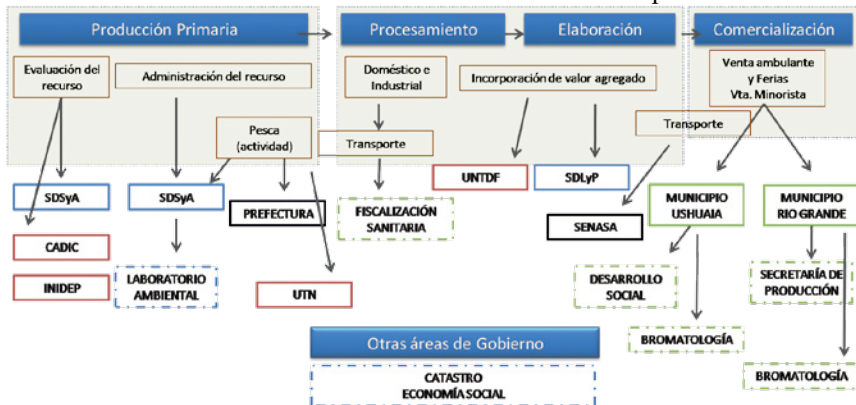 Producción Primaria
Procesamiento
Elaboración
Comercialización
Evaluación del
recurso
Administración del recurso
Doméstico e
Industrial
Incorporación de valor agregado
Venta ambulante
y Ferias
Vta. Minorista
Pesca
(actividad)
Transporte
Transporte
SDSyA
SDSyA
PREFECTURA
FISCALIZACIÓN
SANITARIA
UNTDF
SDLyP
SENASA
MUNICIPIO
USHUAIA
MUNICIPIO
RIO GRANDE
CADIC
INIDEP
LABORATORIO
AMBIENTAL
UTN
DESARROLLO
SOCIAL
SECRETARÍA DE
PRODUCCIÓN
BROMATOLOGÍA
BROMATOLOGÍA
Otras áreas de Gobierno
CATASTRO
ECONOMÍA SOCIAL